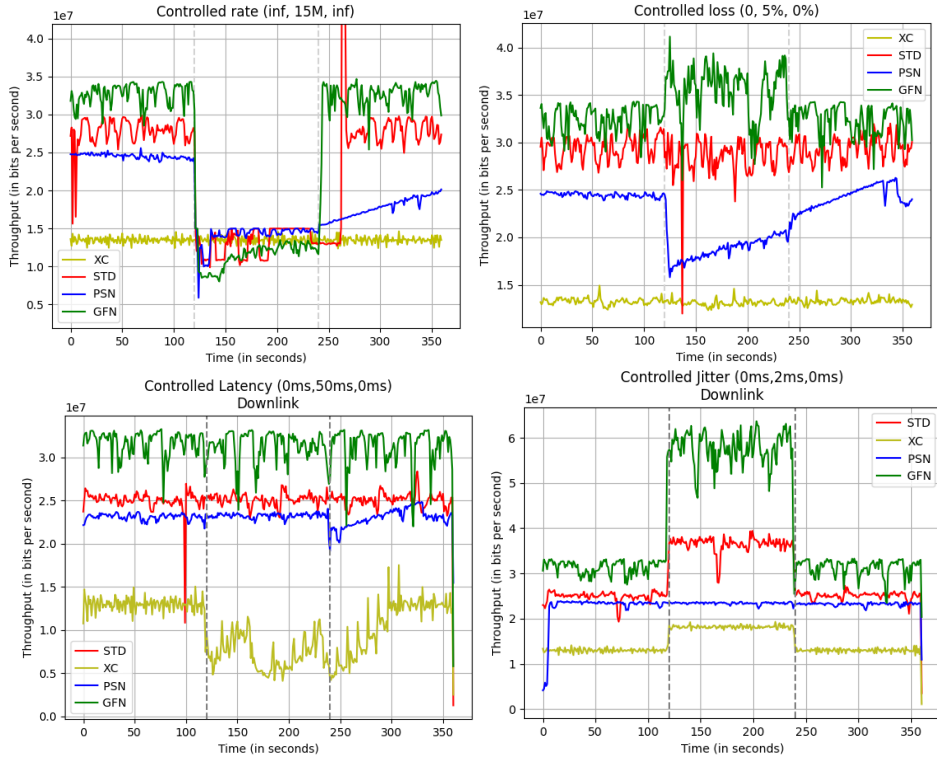 Controlled rate (inf, 15M, inf)
1e7
4.0
3.5
3.0
2.5
2.0
1.5
1.0
0.5
Throughput (in bits per second)
XC
STD
PSN
GFN
0
50
100
150
200
250
300
350
Time (in seconds)
Controlled loss (0, 5%, 0%)
1e7
4.0
3.5
3.0
2.5
2.0
1.5
Throughput (in bits per second)
XC
STD
PSN
GFN
0
50
100
150
200
250
300
350
Time (in seconds)
Controlled Latency (0ms,50ms,0ms)
Downlink
1e7
3.0
2.5
2.0
1.5
1.0
0.5
0.0
Throughput (in bits per second)
STD
XC
PSN
GFN
0
50
100
150
200
250
300
350
Time (in seconds)
Controlled Jitter (0ms,2ms,0ms)
Downlink
1e7
6
5
4
3
2
1
0
Throughput (in bits per second)
STD
XC
PSN
GFN
0
50
100
150
200
250
300
350
Time (in seconds)